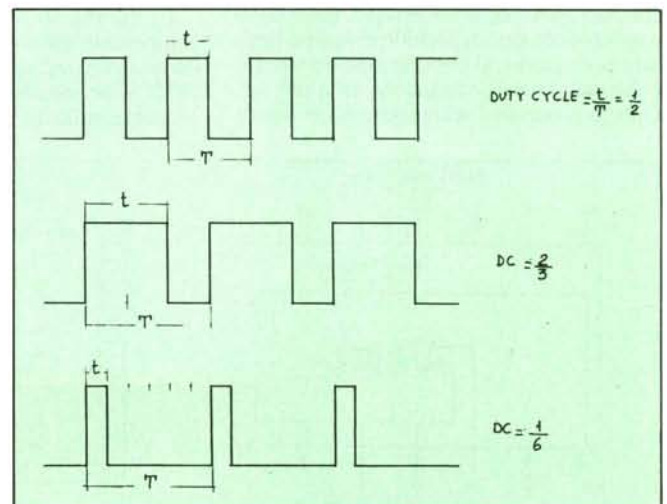 t
DUTY CYCLE = t/T = 1/2
T
t
DC = 2/3
T
t
DC = 1/6
T